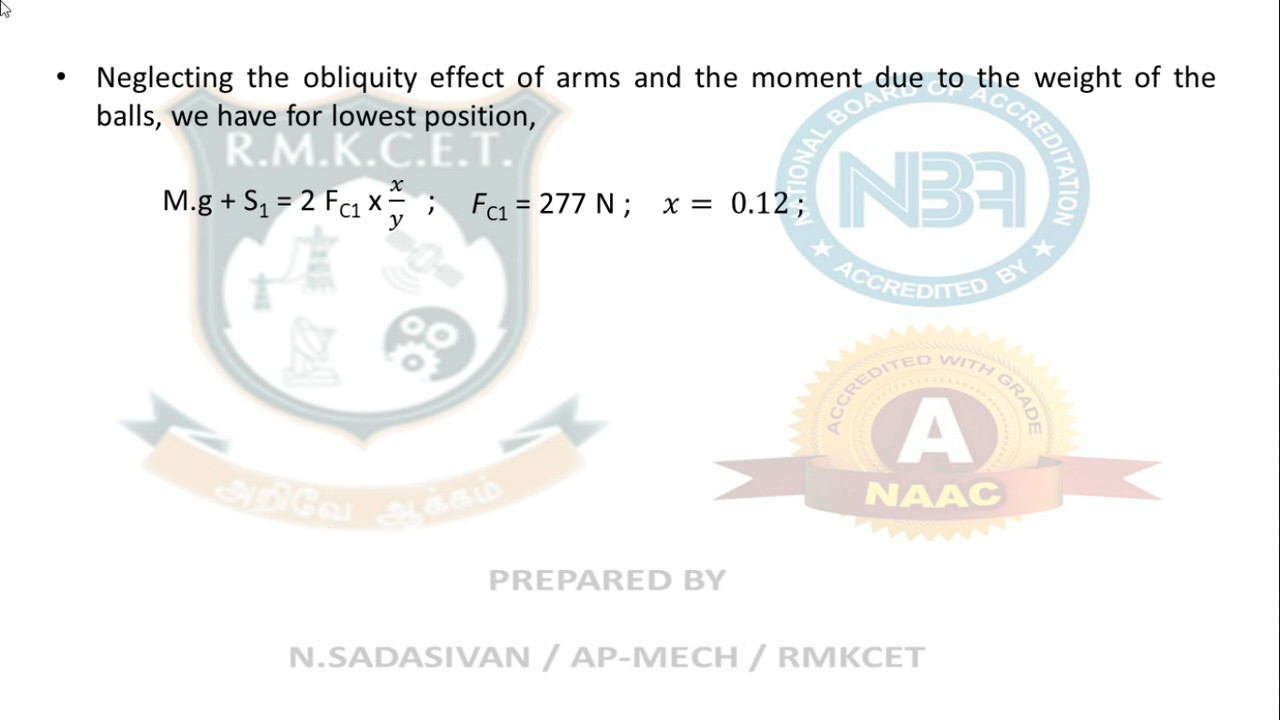 • Neglecting the obliquity effect of arms and the moment due to the weight of the
balls, we have for lowest position,
R.M.K.C.E.T.
NATIONAL BOARD OF ACCREDITATION
NBA
M.g + S₁ = 2 F_C1 x x/y ; F_C1 = 277 N ; x = 0.12 ;
★ ACCREDITED BY ★
ACCREDITED WITH GRADE
A
NAAC
அறிவே ஆக்கம்
PREPARED BY
N.SADASIVAN / AP-MECH / RMKCET